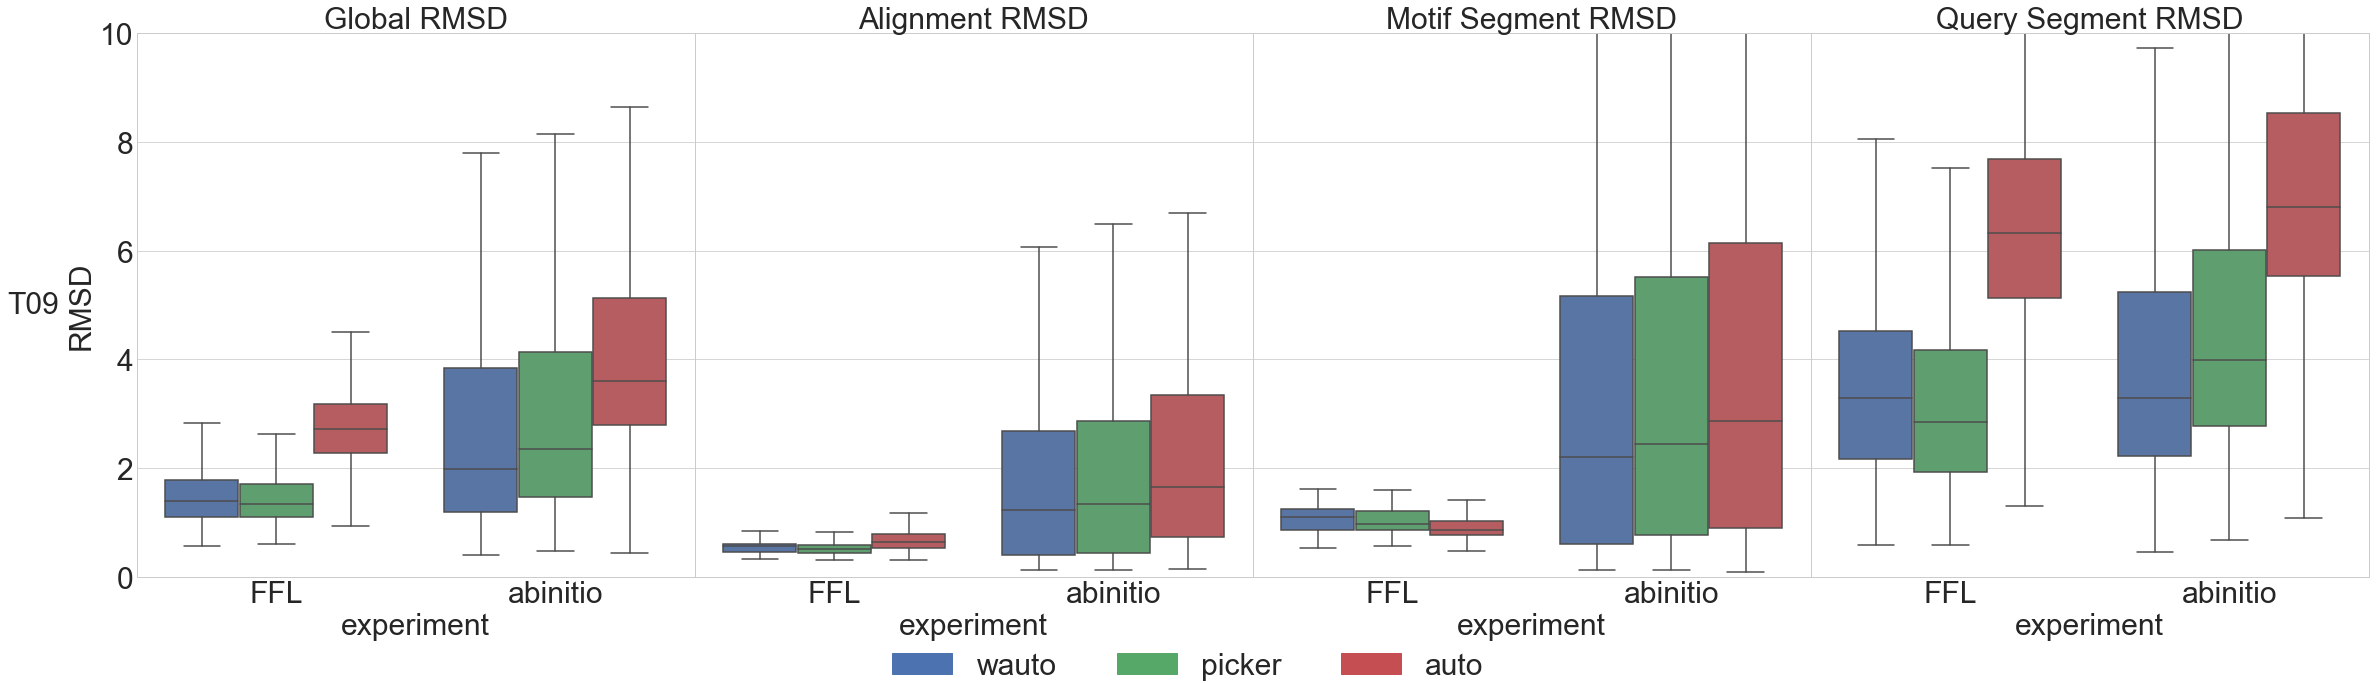 Global RMSD Alignment RMSD Motif Segment RMSD Query Segment RMSD
10
8
6
4
2
0
T09
RMSD
FFL abinitio FFL abinitio FFL abinitio FFL abinitio
experiment experiment experiment experiment
wauto picker auto